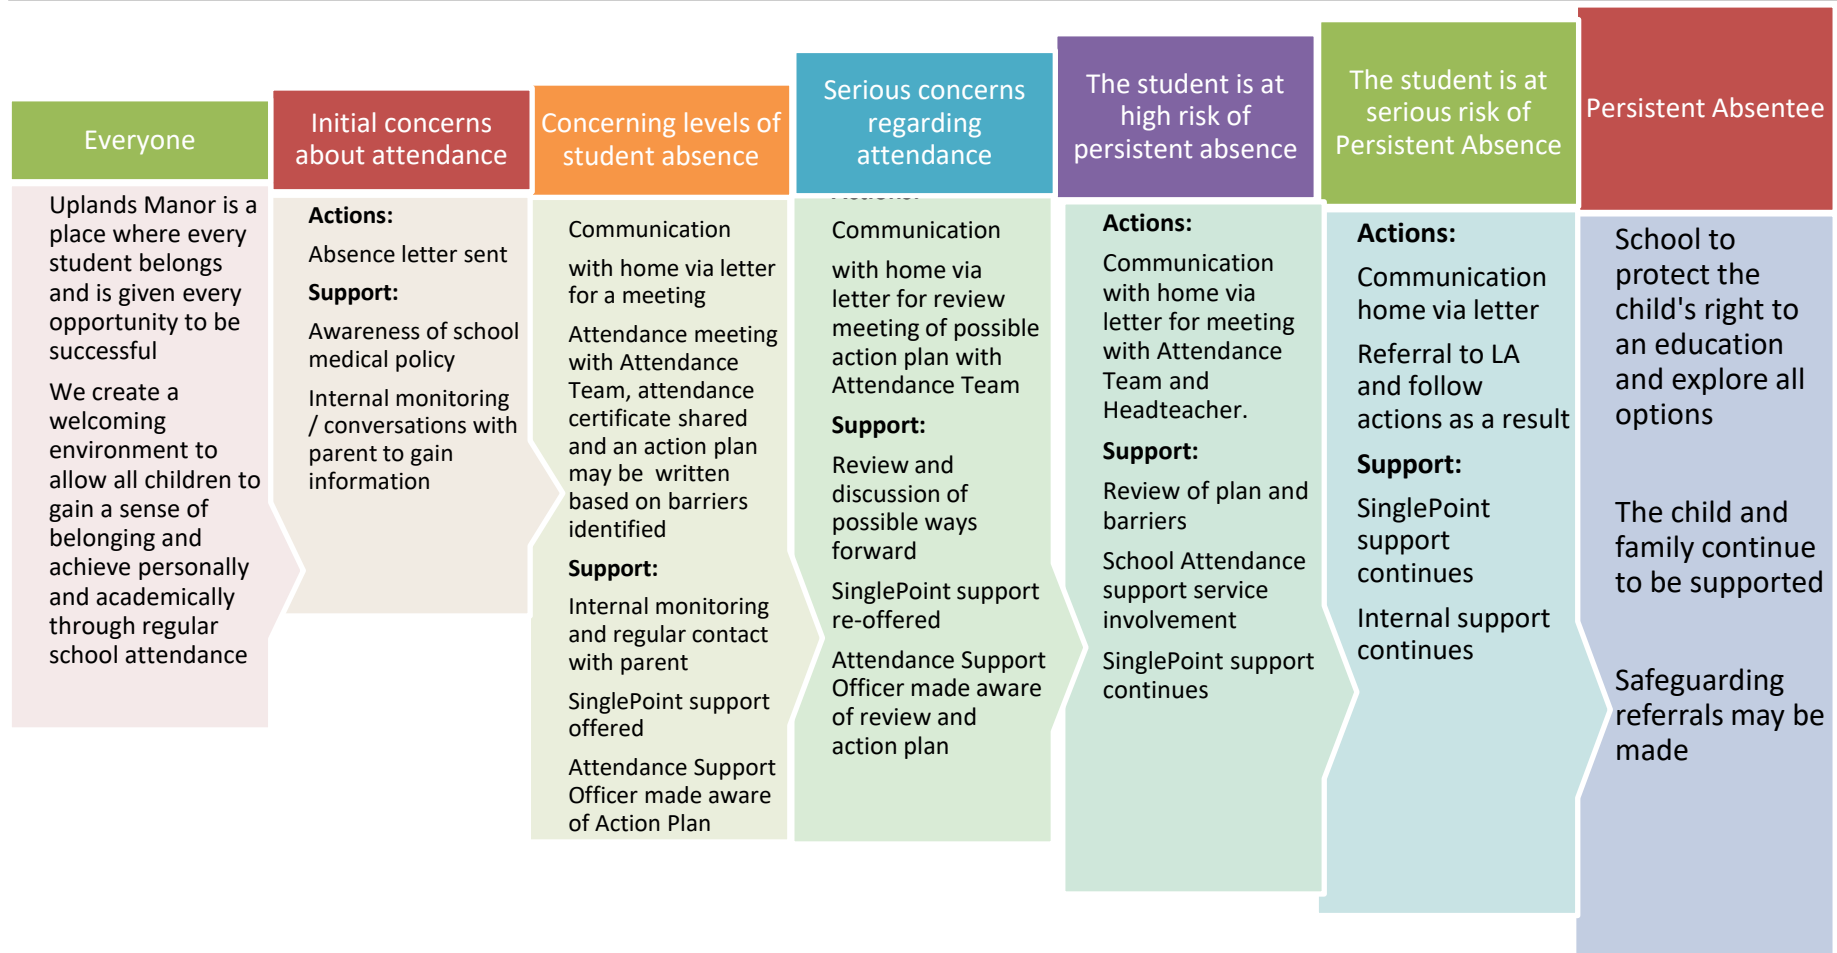 Everyone
Uplands Manor is a
place where every
student belongs
and is given every
opportunity to be
successful
We create a
welcoming
environment to
allow all children to
gain a sense of
belonging and
achieve personally
and academically
through regular
school attendance
Initial concerns
about attendance
Actions:
Absence letter sent
Support:
Awareness of school
medical policy
Internal monitoring
/ conversations with
parent to gain
information
Concerning levels of
student absence
Communication
with home via letter
for a meeting
Attendance meeting
with Attendance
Team, attendance
certificate shared
and an action plan
may be  written
based on barriers
identified
Support:
Internal monitoring
and regular contact
with parent
SinglePoint support
offered
Attendance Support
Officer made aware
of Action Plan
Serious concerns
regarding
attendance
Communication
with home via
letter for review
meeting of possible
action plan with
Attendance Team
Support:
Review and
discussion of
possible ways
forward
SinglePoint support
re-offered
Attendance Support
Officer made aware
of review and
action plan
The student is at
high risk of
persistent absence
Actions:
Communication
with home via
letter for meeting
with Attendance
Team and
Headteacher.
Support:
Review of plan and
barriers
School Attendance
support service
involvement
SinglePoint support
continues
The student is at
serious risk of
Persistent Absence
Actions:
Communication
home via letter
Referral to LA
and follow
actions as a result
Support:
SinglePoint
support
continues
Internal support
continues
Persistent Absentee
School to
protect the
child's right to
an education
and explore all
options
The child and
family continue
to be supported
Safeguarding
referrals may be
made